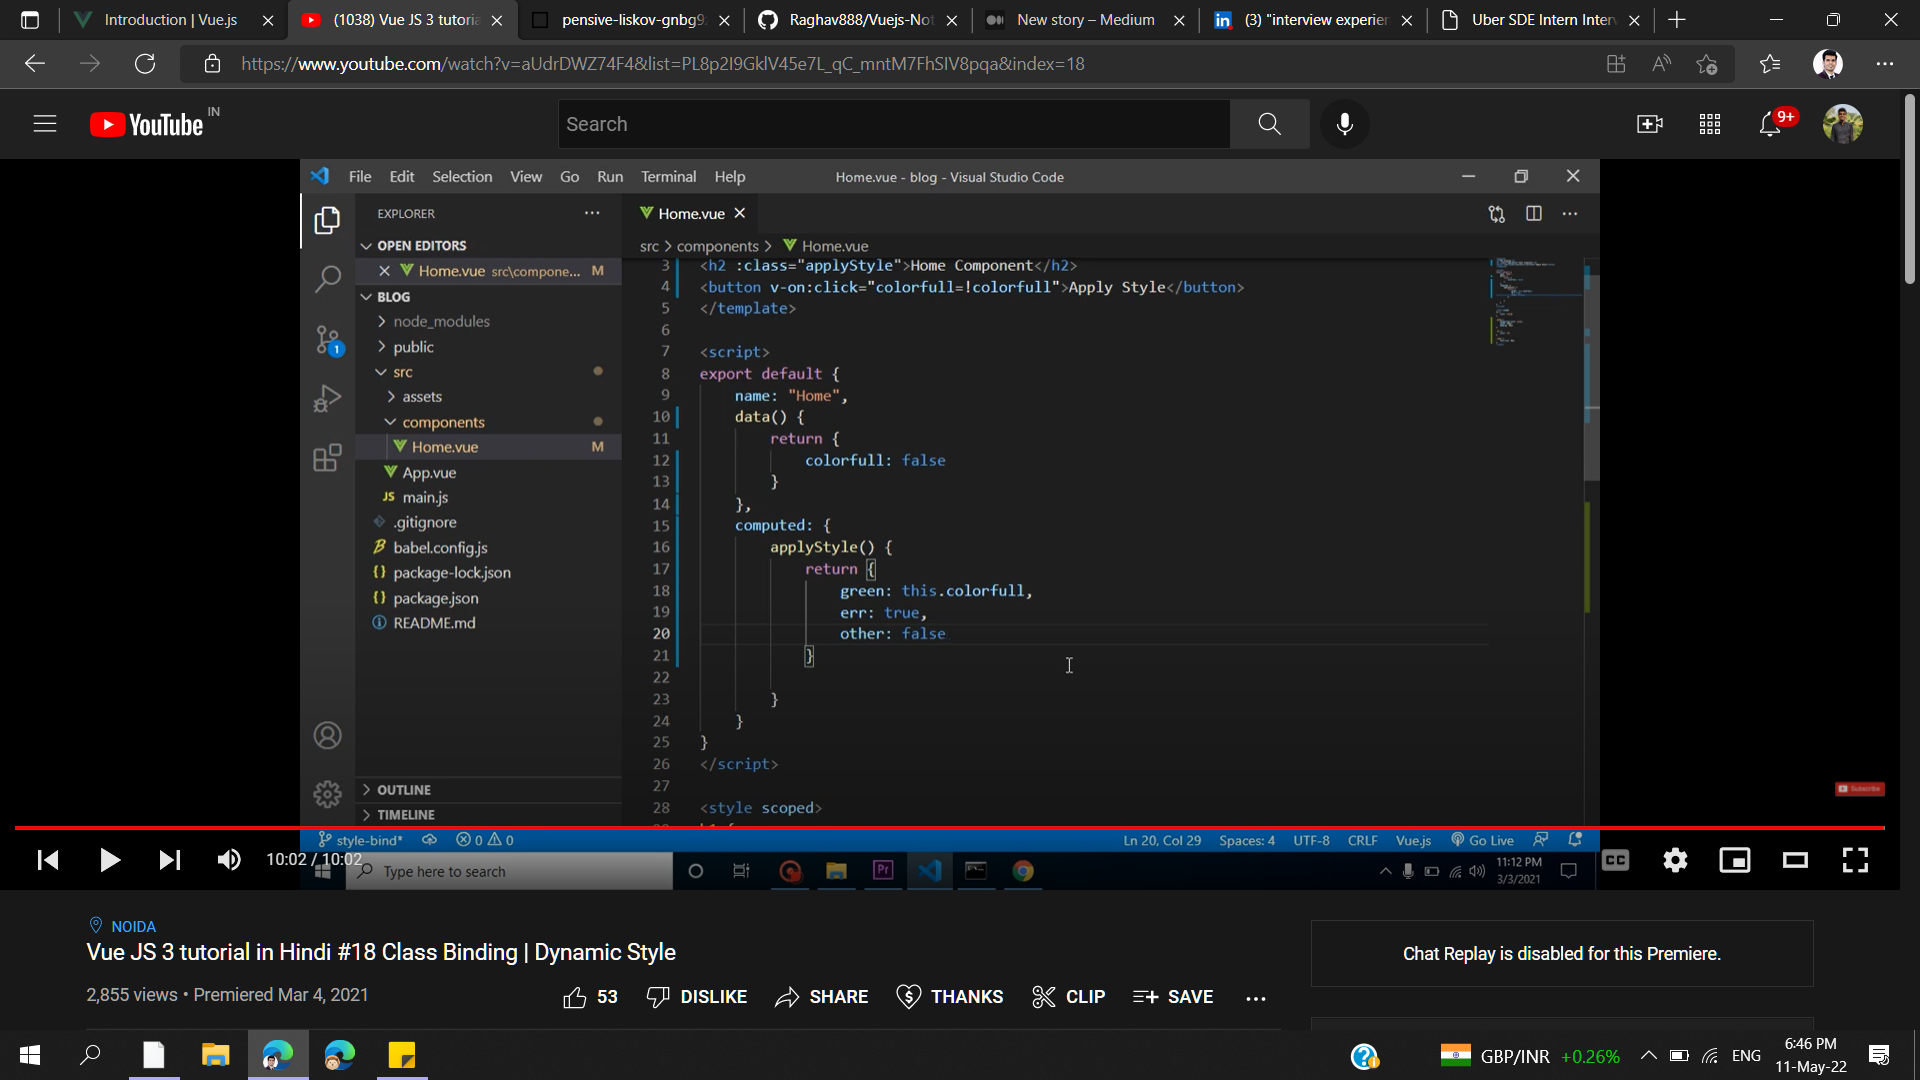 Introduction | Vue.js
(1038) Vue JS 3 tutoria
pensive-liskov-gnbg9
Raghav888/Vuejs-Not
New story – Medium
(3) "interview experien
Uber SDE Intern Interv
https://www.youtube.com/watch?v=aUdrDWZ74F4&list=PL8p2I9GklV45e7L_qC_mntM7FhSIV8pqa&index=18
YouTube IN
Search
9+
File Edit Selection View Go Run Terminal Help
Home.vue - blog - Visual Studio Code
EXPLORER
Home.vue
OPEN EDITORS
src > components > Home.vue
Home.vue src\compone... M
BLOG
node_modules
public
src
assets
components
Home.vue M
App.vue
JS main.js
.gitignore
babel.config.js
{} package-lock.json
{} package.json
README.md
OUTLINE
TIMELINE
1
3 <h2 :class="applyStyle">Home Component</h2>
4 <button v-on:click="colorfull=!colorfull">Apply Style</button>
5 </template>
6
7 <script>
8 export default {
9 name: "Home",
10 data() {
11 return {
12 colorfull: false
13 }
14 },
15 computed: {
16 applyStyle() {
17 return {
18 green: this.colorfull,
19 err: true,
20 other: false
21 }
22
23 }
24 }
25 }
26 </script>
27
28 <style scoped>
Subscribe
style-bind* 0 0
Ln 20, Col 29 Spaces: 4 UTF-8 CRLF Vue.js Go Live
10:02 / 10:02
Type here to search
Pr
11:12 PM
3/3/2021
CC
NOIDA
Vue JS 3 tutorial in Hindi #18 Class Binding | Dynamic Style
2,855 views • Premiered Mar 4, 2021
53 DISLIKE SHARE THANKS CLIP SAVE
Chat Replay is disabled for this Premiere.
GBP/INR +0.26%
ENG
6:46 PM
11-May-22